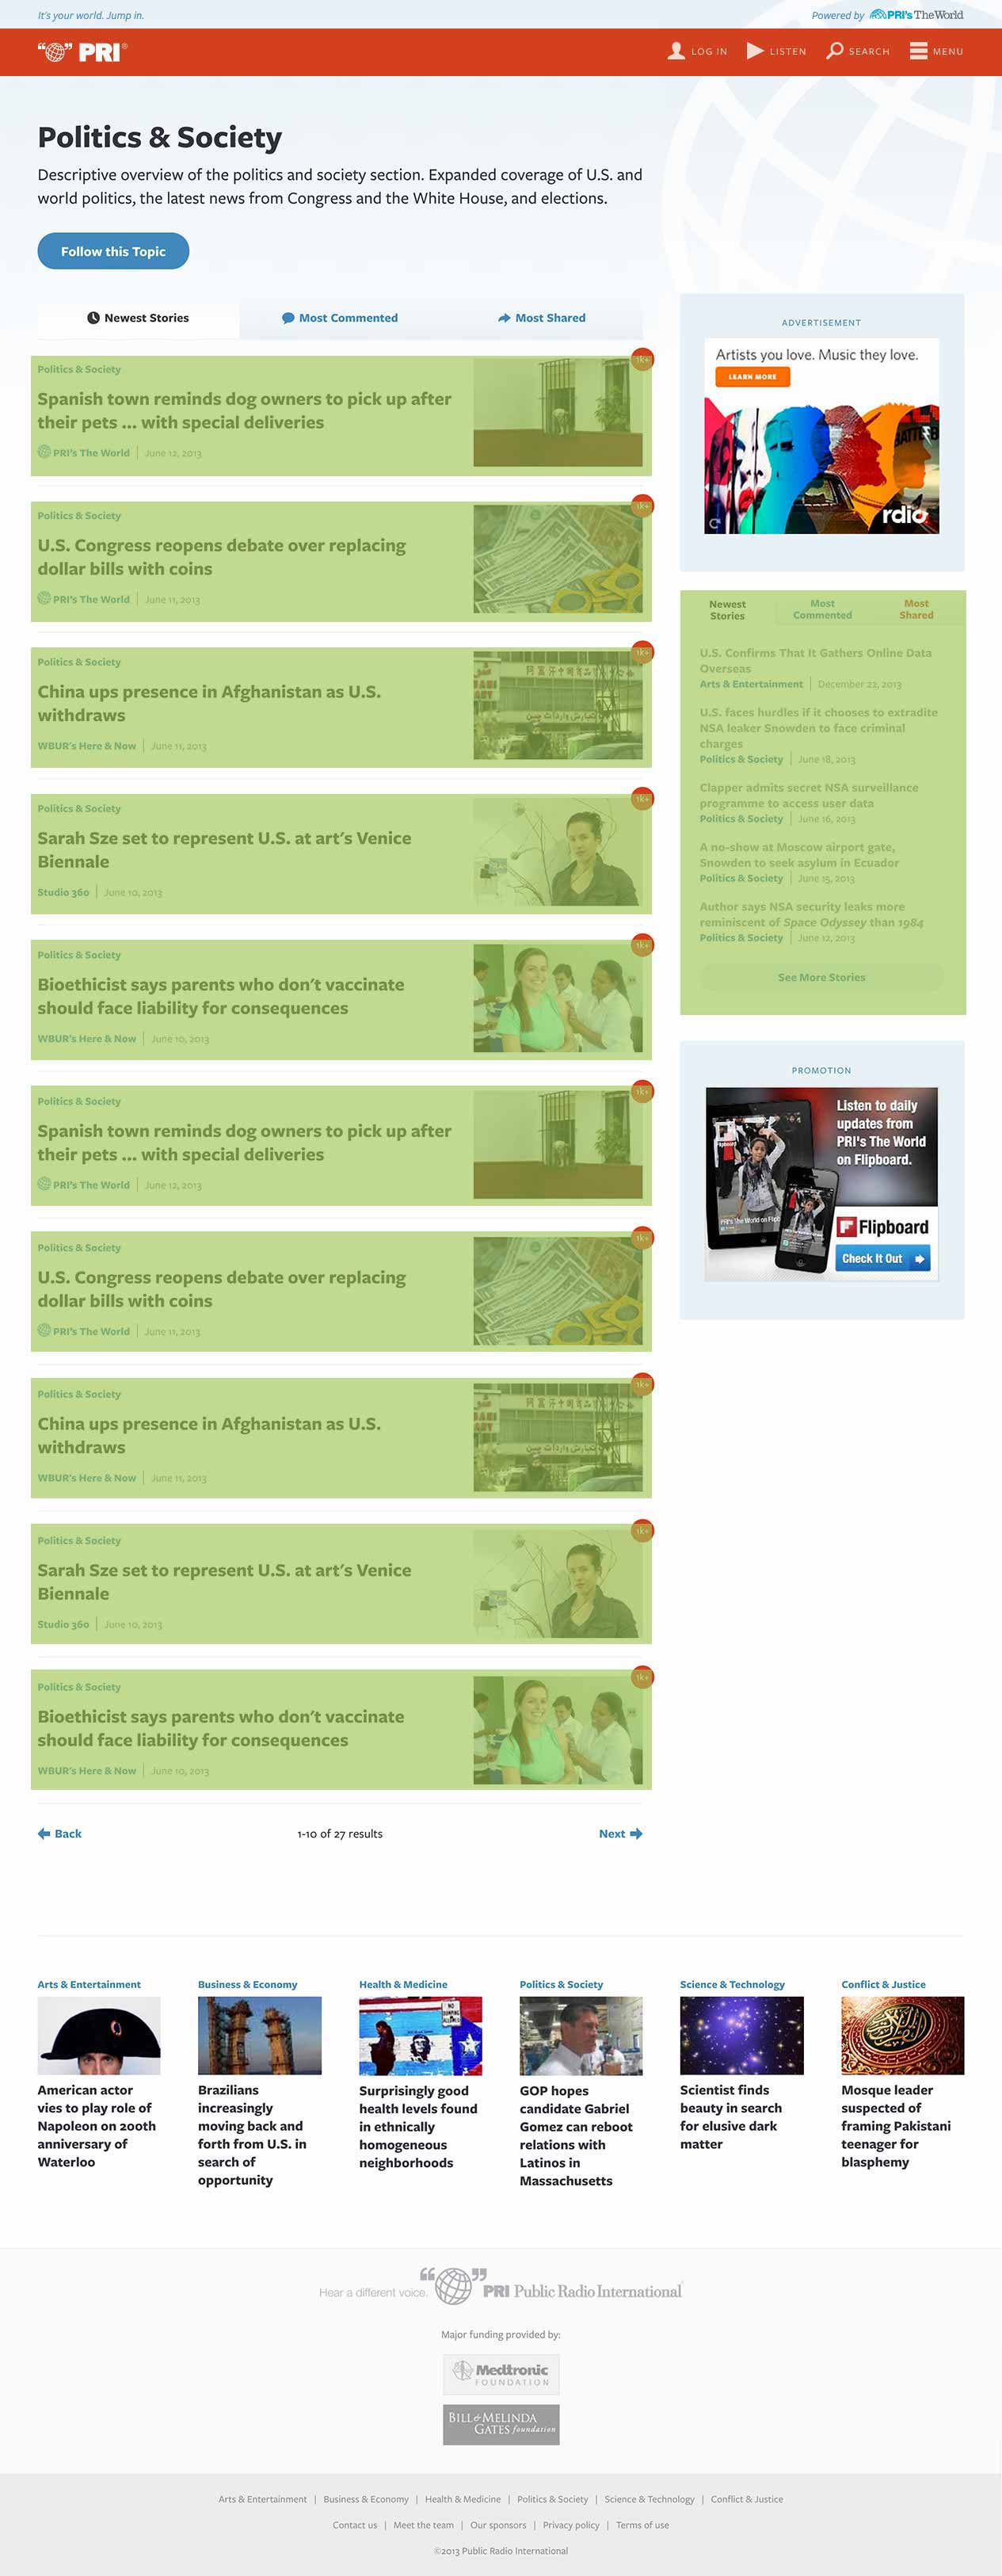 It's your world. Jump in.
Powered by PRI's TheWorld
PRI®
LOG IN
LISTEN
SEARCH
MENU
Politics & Society
Descriptive overview of the politics and society section. Expanded coverage of U.S. and
world politics, the latest news from Congress and the White House, and elections.
Follow this Topic
Newest Stories
Most Commented
Most Shared
Politics & Society
1k+
Spanish town reminds dog owners to pick up after
their pets ... with special deliveries
PRI's The World | June 12, 2013
Politics & Society
1k+
U.S. Congress reopens debate over replacing
dollar bills with coins
PRI's The World | June 11, 2013
Politics & Society
1k+
China ups presence in Afghanistan as U.S.
withdraws
WBUR's Here & Now | June 11, 2013
Politics & Society
1k+
Sarah Sze set to represent U.S. at art's Venice
Biennale
Studio 360 | June 10, 2013
Politics & Society
1k+
Bioethicist says parents who don't vaccinate
should face liability for consequences
WBUR's Here & Now | June 10, 2013
Politics & Society
1k+
Spanish town reminds dog owners to pick up after
their pets ... with special deliveries
PRI's The World | June 12, 2013
Politics & Society
1k+
U.S. Congress reopens debate over replacing
dollar bills with coins
PRI's The World | June 11, 2013
Politics & Society
1k+
China ups presence in Afghanistan as U.S.
withdraws
WBUR's Here & Now | June 11, 2013
Politics & Society
1k+
Sarah Sze set to represent U.S. at art's Venice
Biennale
Studio 360 | June 10, 2013
Politics & Society
1k+
Bioethicist says parents who don't vaccinate
should face liability for consequences
WBUR's Here & Now | June 10, 2013
Back
1-10 of 27 results
Next
ADVERTISEMENT
Artists you love. Music they love.
LEARN MORE
rdio
Newest
Stories
Most
Commented
Most
Shared
U.S. Confirms That It Gathers Online Data
Overseas
Arts & Entertainment | December 22, 2013
U.S. faces hurdles if it chooses to extradite
NSA leaker Snowden to face criminal
charges
Politics & Society | June 18, 2013
Clapper admits secret NSA surveillance
programme to access user data
Politics & Society | June 16, 2013
A no-show at Moscow airport gate,
Snowden to seek asylum in Ecuador
Politics & Society | June 15, 2013
Author says NSA security leaks more
reminiscent of Space Odyssey than 1984
Politics & Society | June 12, 2013
See More Stories
PROMOTION
Listen to daily
updates from
PRI's The World
on Flipboard.
Flipboard
Check It Out
Arts & Entertainment
American actor
vies to play role of
Napoleon on 200th
anniversary of
Waterloo
Business & Economy
Brazilians
increasingly
moving back and
forth from U.S. in
search of
opportunity
Health & Medicine
NO
DUMPING
ALLOWED
Surprisingly good
health levels found
in ethnically
homogeneous
neighborhoods
Politics & Society
GOP hopes
candidate Gabriel
Gomez can reboot
relations with
Latinos in
Massachusetts
Science & Technology
Scientist finds
beauty in search
for elusive dark
matter
Conflict & Justice
Mosque leader
suspected of
framing Pakistani
teenager for
blasphemy
Hear a different voice.
PRI Public Radio International
Major funding provided by:
Medtronic
FOUNDATION
BILL & MELINDA
GATES foundation
Arts & Entertainment | Business & Economy | Health & Medicine | Politics & Society | Science & Technology | Conflict & Justice
Contact us | Meet the team | Our sponsors | Privacy policy | Terms of use
©2013 Public Radio International